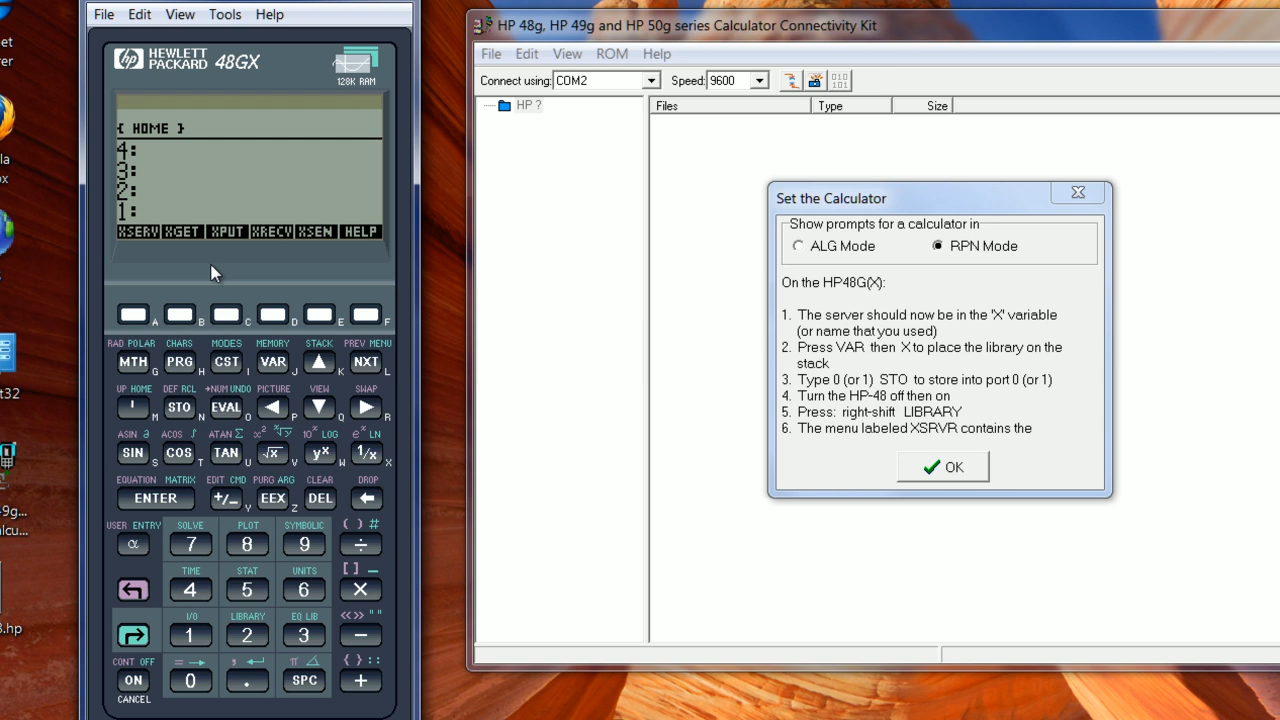 File Edit View Tools Help
HP 48g, HP 49g and HP 50g series Calculator Connectivity Kit
File Edit View ROM Help
Connect using: COM2 Speed: 9600
HP ?
Files Type Size
hp HEWLETT PACKARD 48GX
128K RAM
{ HOME }
4:
3:
2:
1:
XSERV XGET XPUT XRECV XSEN HELP
A B C D E F
RAD POLAR CHARS MODES MEMORY STACK PREV MENU
MTH G PRG H CST I VAR J ▲ K NXT L
UP HOME DEF RCL →NUM UNDO PICTURE VIEW SWAP
' M STO N EVAL O ◀ P ▼ Q ▶ R
ASIN ∂ ACOS ∫ ATAN Σ x² ˣ√y 10ˣ LOG eˣ LN
SIN S COS T TAN U √x V yˣ W 1/x X
EQUATION MATRIX EDIT CMD PURG ARG CLEAR DROP
ENTER +/- Y EEX Z DEL ←
USER ENTRY SOLVE PLOT SYMBOLIC ( ) #
α 7 8 9 ÷
TIME STAT UNITS [ ] _
4 5 6 ×
I/O LIBRARY EQ LIB «» " "
1 2 3 −
CONT OFF = → , ↵ π ∠ { } : :
ON 0 . SPC +
CANCEL
Set the Calculator
Show prompts for a calculator in
ALG Mode RPN Mode
On the HP48G(X):
1. The server should now be in the 'X' variable
(or name that you used)
2. Press VAR then X to place the library on the
stack
3. Type 0 (or 1) STO to store into port 0 (or 1)
4. Turn the HP-48 off then on
5. Press: right-shift LIBRARY
6. The menu labeled XSRVR contains the
OK